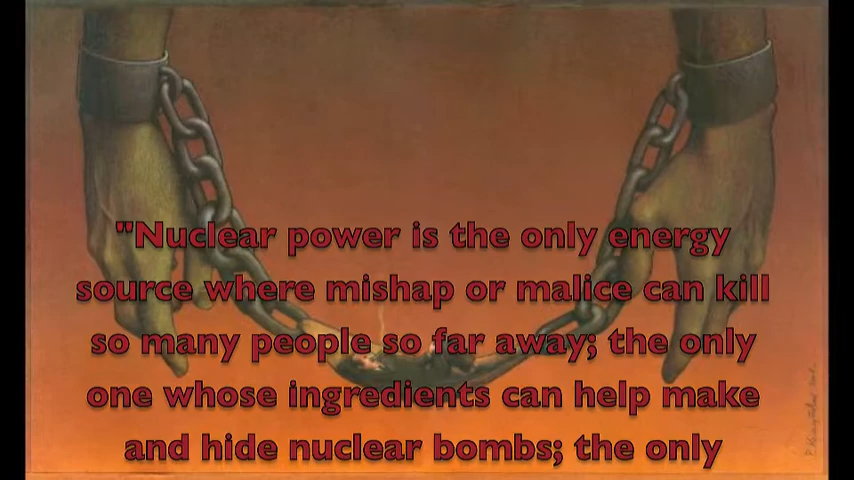 "Nuclear power is the only energy
source where mishap or malice can kill
so many people so far away; the only
one whose ingredients can help make
and hide nuclear bombs; the only